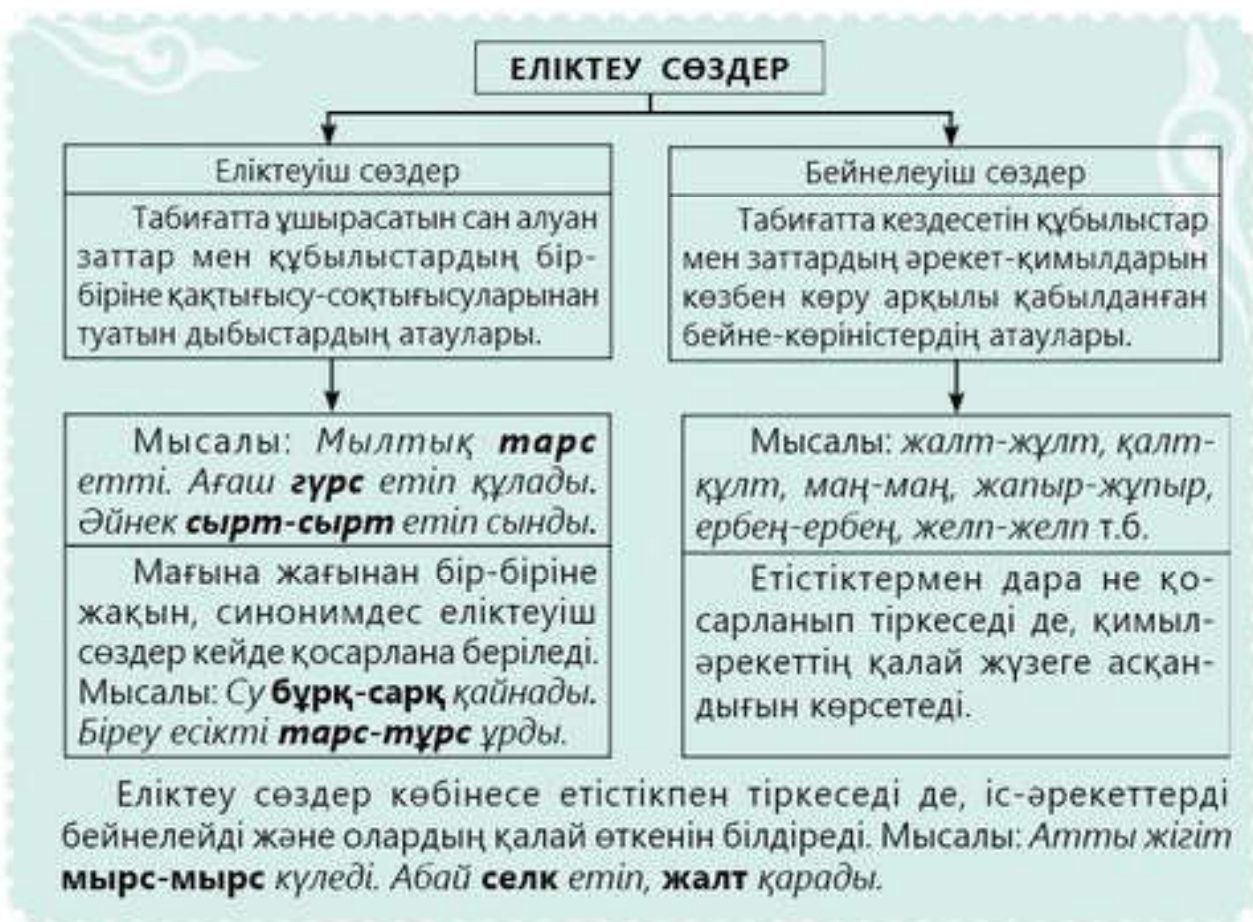 ЕЛІКТЕУ СӨЗДЕР
Еліктеуіш сөздер
Табиғатта ұшырасатын сан алуан
заттар мен құбылыстардың бір-
біріне қақтығысу-соқтығысуларынан
туатын дыбыстардың атаулары.
Мысалы: Мылтық тарс
етті. Ағаш гүрс етіп құлады.
Әйнек сырт-сырт етіп сынды.
Мағына жағынан бір-біріне
жақын, синонимдес еліктеуіш
сөздер кейде қосарлана беріледі.
Мысалы: Су бұрқ-сарқ қайнады.
Біреу есікті тарс-тұрс ұрды.
Бейнелеуіш сөздер
Табиғатта кездесетін құбылыстар
мен заттардың әрекет-қимылдарын
көзбен көру арқылы қабылданған
бейне-көріністердің атаулары.
Мысалы: жалт-жұлт, қалт-
құлт, маң-маң, жапыр-жұпыр,
ербең-ербең, желп-желп т.б.
Етістіктермен дара не қо-
сарланып тіркеседі де, қимыл-
әрекеттің қалай жүзеге асқан-
дығын көрсетеді.
Еліктеу сөздер көбінесе етістікпен тіркеседі де, іс-әрекеттерді
бейнелейді және олардың қалай өткенін білдіреді. Мысалы: Атты жігіт
мырс-мырс күледі. Абай селк етіп, жалт қарады.